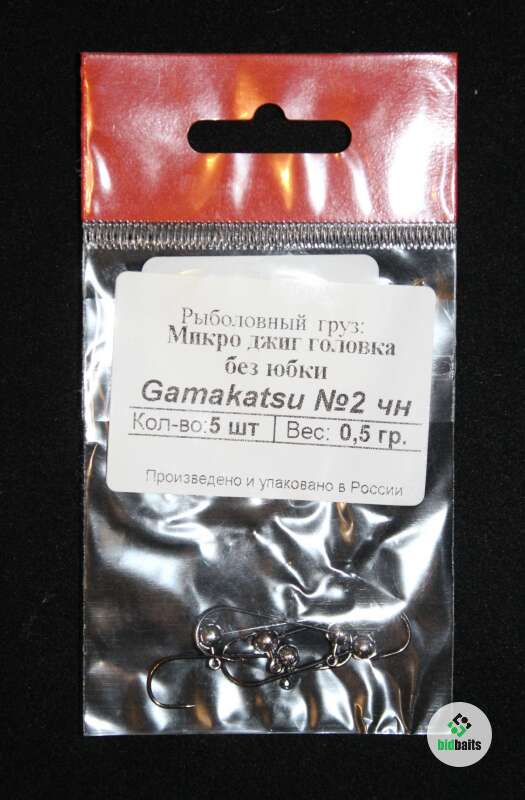 Рыболовный груз:
Микро джиг головка
без юбки
Gamakatsu №2 чн
Кол-во:5 шт Вес: 0,5 гр.
Произведено и упаковано в России
bidbaits